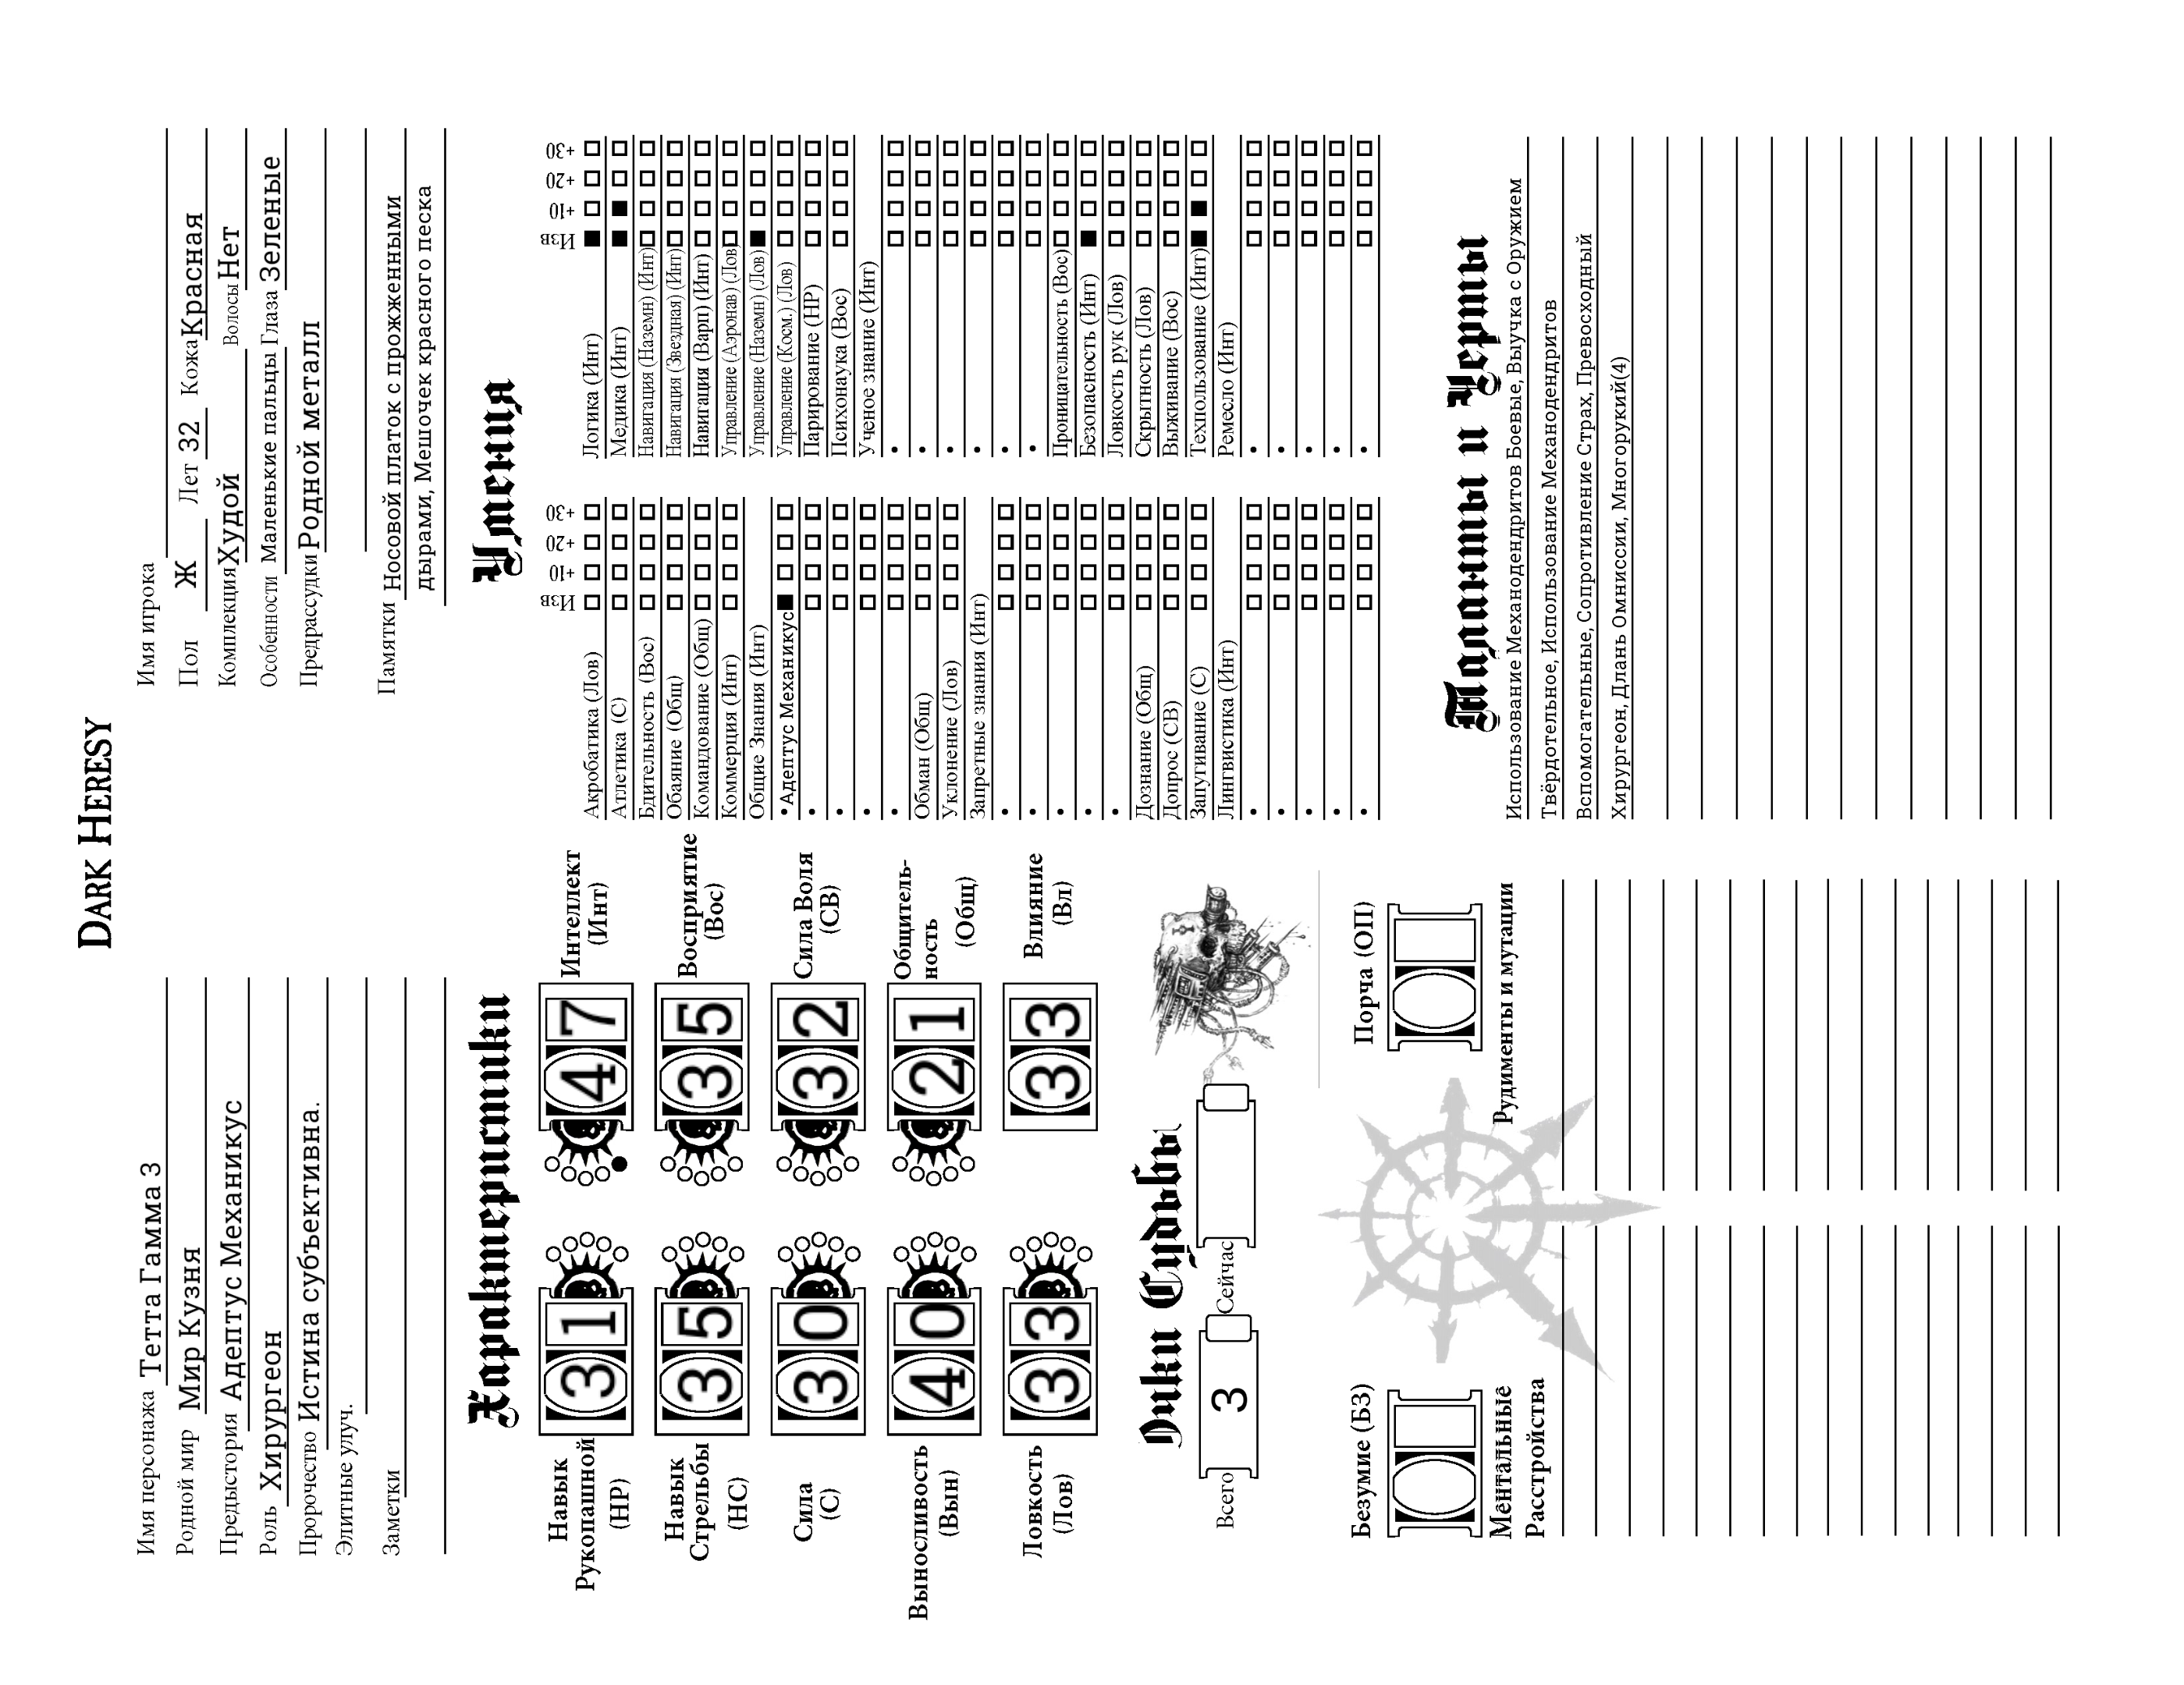 DARK HERESY
Имя персонажа Тетта Гамма 3
Родной мир Мир Кузня
Предыстория Адептус Механикус
Роль Хирургеон
Пророчество Истина субъективна.
Элитные улуч.
Заметки
Имя игрока
Пол Ж Лет 32 Кожа Красная
Комплекция Худой Волосы Нет
Особенности Маленькие пальцы Глаза Зеленые
Предрассудки Родной металл
Памятки Носовой платок с прожженными
дырами, Мешочек красного песка
Характеристики
Навык
Рукопашной
(НР)
31
Интеллект
(Инт)
47
Навык
Стрельбы
(НС)
35
Восприятие
(Вос)
35
Сила
(С)
30
Сила Воля
(СВ)
32
Выносливость
(Вын)
40
Общитель-
ность
(Общ)
21
Ловкость
(Лов)
33
Влияние
(Вл)
33
Умения
Изв +10 +20 +30
Акробатика (Лов)
Атлетика (С)
Бдительность (Вос)
Обаяние (Общ)
Командование (Общ)
Коммерция (Инт)
Общие Знания (Инт)
• Адептус Механикус
•
•
•
•
Обман (Общ)
Уклонение (Лов)
Запретные знания (Инт)
•
•
•
•
•
Дознание (Общ)
Допрос (СВ)
Запугивание (С)
Лингвистика (Инт)
•
•
•
•
•
Изв +10 +20 +30
Логика (Инт)
Медика (Инт)
Навигация (Наземн) (Инт)
Навигация (Звездная) (Инт)
Навигация (Варп) (Инт)
Управление (Аэронав) (Лов)
Управление (Наземн) (Лов)
Управление (Косм.) (Лов)
Парирование (НР)
Психонаука (Вос)
Ученое знание (Инт)
•
•
•
•
•
•
Проницательность (Вос)
Безопасность (Инт)
Ловкость рук (Лов)
Скрытность (Лов)
Выживание (Вос)
Техпользование (Инт)
Ремесло (Инт)
•
•
•
•
•
Очки Судьбы
Всего 3 Сейчас
Безумие (БЗ)
Ментальные
Расстройства
Порча (ОП)
Рудименты и мутации
Таланты и Черты
Использование Механодендритов Боевые, Выучка с Оружием
Твёрдотельное, Использование Механодендритов
Вспомогательные, Сопротивление Страх, Превосходный
Хирургеон, Длань Омниссии, Многорукий(4)